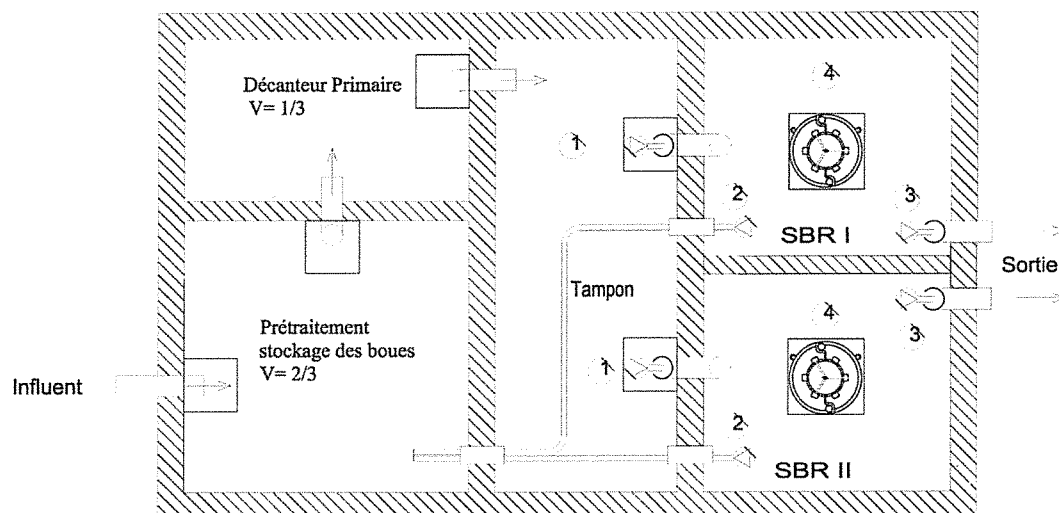 Décanteur Primaire
V= 1/3
4
1
2
3
SBR I
Sortie
Tampon
Prétraitement
stockage des boues
V= 2/3
4
3
1
Influent
2
SBR II